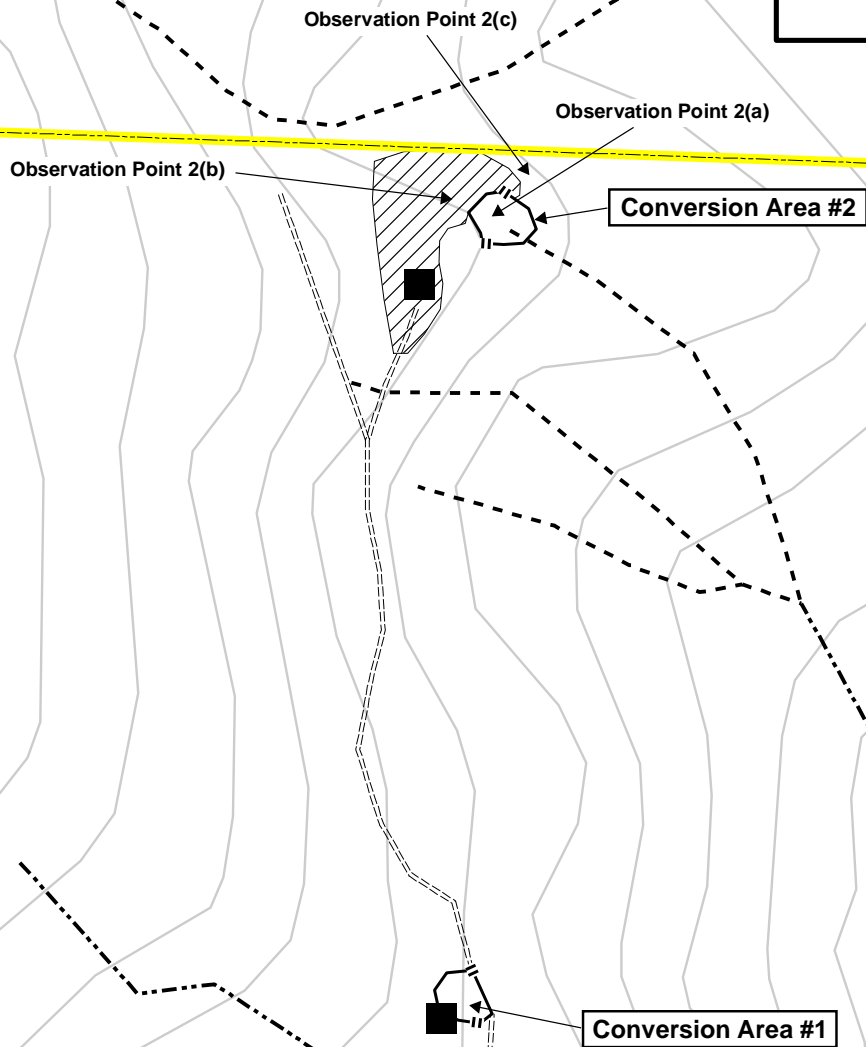 Observation Point 2(c)
Observation Point 2(a)
Observation Point 2(b)
Conversion Area #2
Conversion Area #1